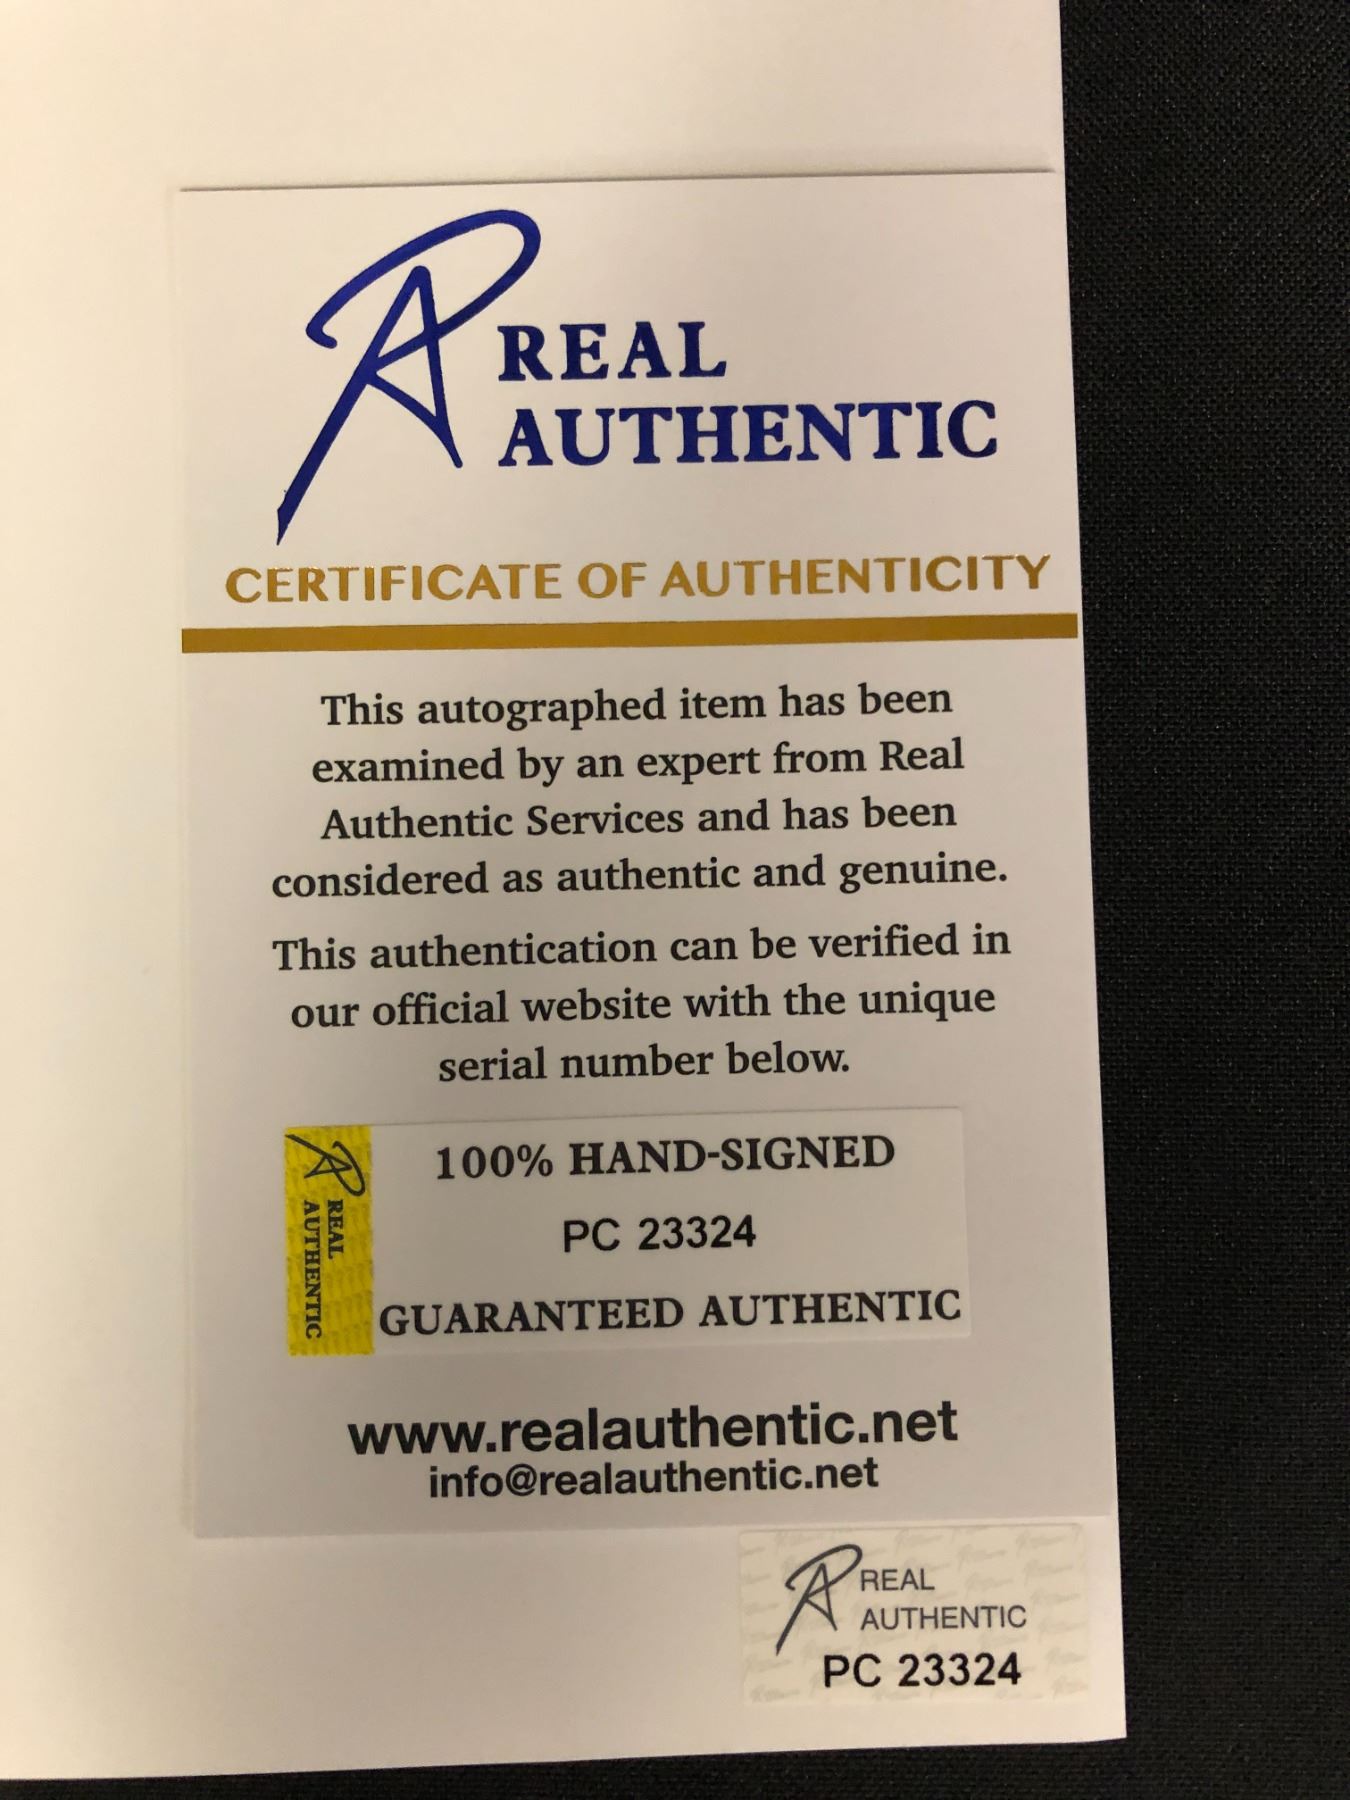 REAL
AUTHENTIC
CERTIFICATE OF AUTHENTICITY
This autographed item has been
examined by an expert from Real
Authentic Services and has been
considered as authentic and genuine.
This authentication can be verified in
our official website with the unique
serial number below.
REAL
AUTHENTIC
100% HAND-SIGNED
PC 23324
GUARANTEED AUTHENTIC
www.realauthentic.net
info@realauthentic.net
REAL
AUTHENTIC
PC 23324